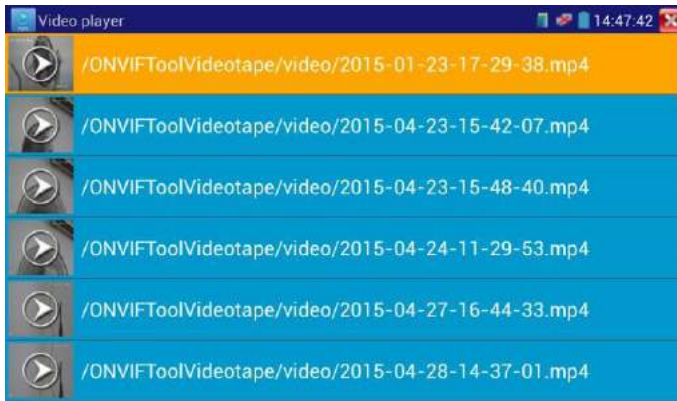 Video player
14:47:42
/ONVIFToolVideotape/video/2015-01-23-17-29-38.mp4
/ONVIFToolVideotape/video/2015-04-23-15-42-07.mp4
/ONVIFToolVideotape/video/2015-04-23-15-48-40.mp4
/ONVIFToolVideotape/video/2015-04-24-11-29-53.mp4
/ONVIFToolVideotape/video/2015-04-27-16-44-33.mp4
/ONVIFToolVideotape/video/2015-04-28-14-37-01.mp4